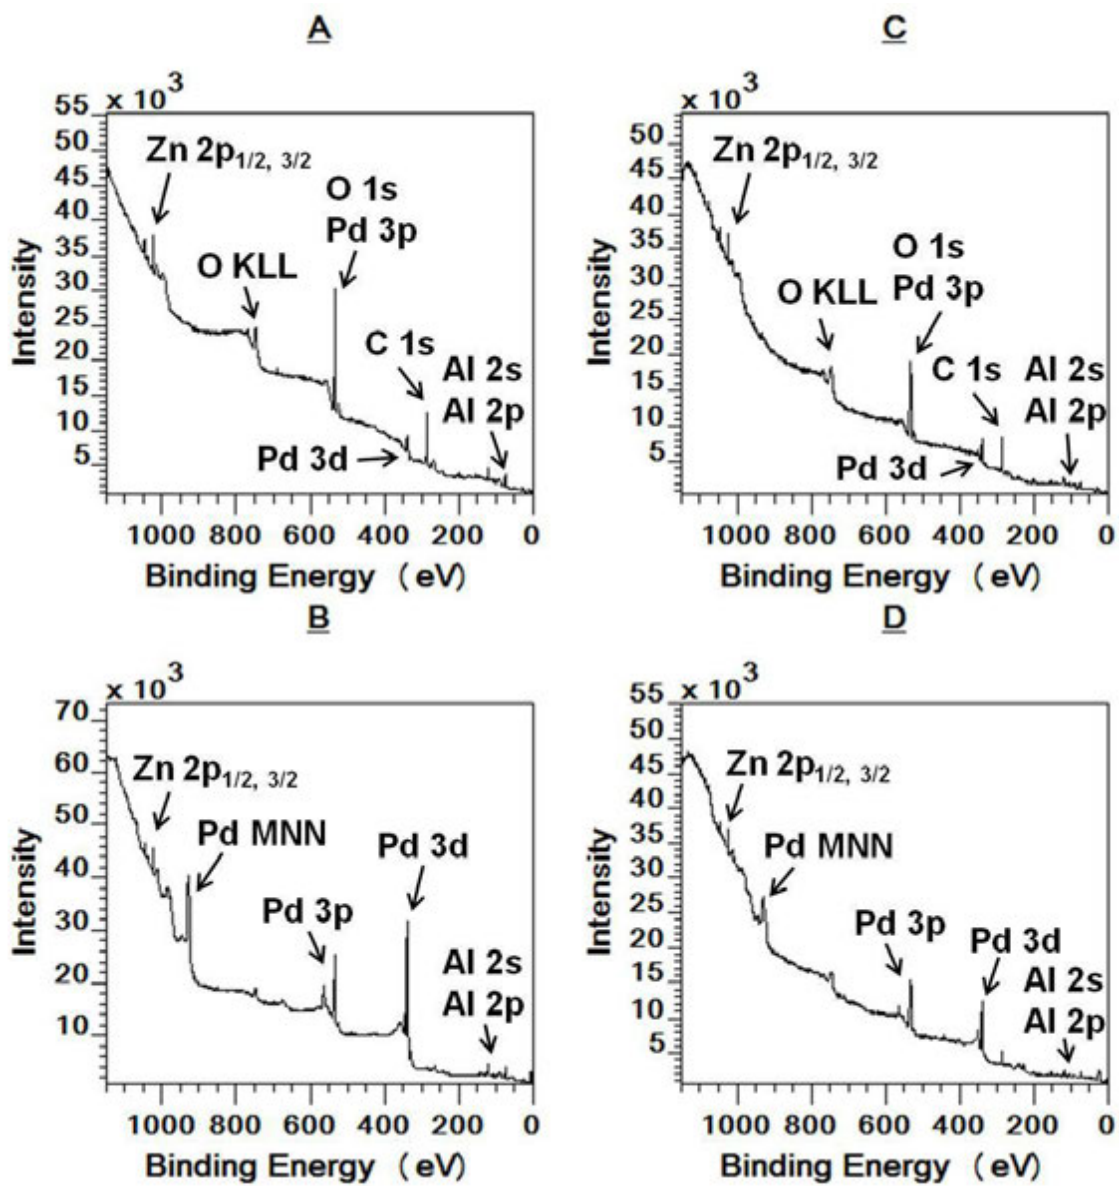 A
x 10³
55
50
45
40
35
30
25
20
15
10
5
Intensity
Zn 2p₁/₂, ₃/₂
O 1s
Pd 3p
O KLL
C 1s
Al 2s
Al 2p
Pd 3d
1000 800 600 400 200 0
Binding Energy (eV)
C
x 10³
50
45
40
35
30
25
20
15
10
5
Intensity
Zn 2p₁/₂, ₃/₂
O 1s
Pd 3p
O KLL
C 1s
Al 2s
Al 2p
Pd 3d
1000 800 600 400 200 0
Binding Energy (eV)
B
x 10³
70
60
50
40
30
20
10
Intensity
Zn 2p₁/₂, ₃/₂
Pd MNN
Pd 3d
Pd 3p
Al 2s
Al 2p
1000 800 600 400 200 0
Binding Energy (eV)
D
x 10³
55
50
45
40
35
30
25
20
15
10
5
Intensity
Zn 2p₁/₂, ₃/₂
Pd MNN
Pd 3p
Pd 3d
Al 2s
Al 2p
1000 800 600 400 200 0
Binding Energy (eV)